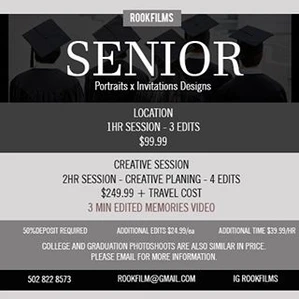 ROOKFILMS
SENIOR
Portraits x Invitations Designs
LOCATION
1HR SESSION - 3 EDITS
$99.99
CREATIVE SESSION
2HR SESSION - CREATIVE PLANING - 4 EDITS
$249.99 + TRAVEL COST
3 MIN EDITED MEMORIES VIDEO
50%DEPOSIT REQUIRED ADDITIONAL EDITS $24.99/ea ADDITIONAL TIME $39.99/HR
COLLEGE AND GRADUATION PHOTOSHOOTS ARE ALSO SIMILAR IN PRICE.
PLEASE EMAIL FOR MORE INFORMATION.
502 822 8573 ROOKFILM@GMAIL.COM IG ROOKFILMS